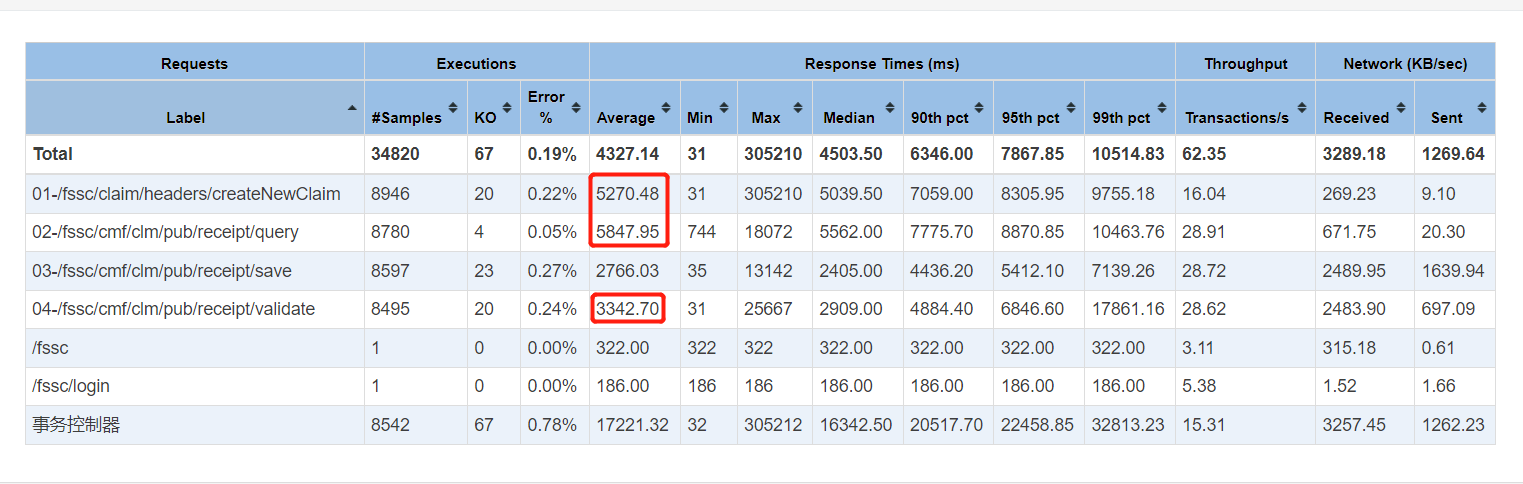 Requests Executions Response Times (ms) Throughput Network (KB/sec)
Label #Samples KO Error % Average Min Max Median 90th pct 95th pct 99th pct Transactions/s Received Sent
Total 34820 67 0.19% 4327.14 31 305210 4503.50 6346.00 7867.85 10514.83 62.35 3289.18 1269.64
01-/fssc/claim/headers/createNewClaim 8946 20 0.22% 5270.48 31 305210 5039.50 7059.00 8305.95 9755.18 16.04 269.23 9.10
02-/fssc/cmf/clm/pub/receipt/query 8780 4 0.05% 5847.95 744 18072 5562.00 7775.70 8870.85 10463.76 28.91 671.75 20.30
03-/fssc/cmf/clm/pub/receipt/save 8597 23 0.27% 2766.03 35 13142 2405.00 4436.20 5412.10 7139.26 28.72 2489.95 1639.94
04-/fssc/cmf/clm/pub/receipt/validate 8495 20 0.24% 3342.70 31 25667 2909.00 4884.40 6846.60 17861.16 28.62 2483.90 697.09
/fssc 1 0 0.00% 322.00 322 322 322.00 322.00 322.00 322.00 3.11 315.18 0.61
/fssc/login 1 0 0.00% 186.00 186 186 186.00 186.00 186.00 186.00 5.38 1.52 1.66
事务控制器 8542 67 0.78% 17221.32 32 305212 16342.50 20517.70 22458.85 32813.23 15.31 3257.45 1262.23